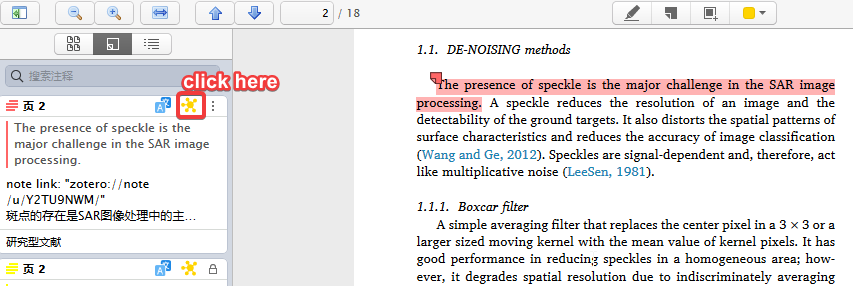 2 / 18
搜索注释
click here
页 2
The presence of speckle is the
major challenge in the SAR image
processing.
note link: "zotero://note
/u/Y2TU9NWM/"
斑点的存在是SAR图像处理中的主...
研究型文献
页 2
1.1. DE-NOISING methods
The presence of speckle is the major challenge in the SAR image
processing. A speckle reduces the resolution of an image and the
detectability of the ground targets. It also distorts the spatial patterns of
surface characteristics and reduces the accuracy of image classification
(Wang and Ge, 2012). Speckles are signal-dependent and, therefore, act
like multiplicative noise (LeeSen, 1981).
1.1.1. Boxcar filter
A simple averaging filter that replaces the center pixel in a 3 × 3 or a
larger sized moving kernel with the mean value of kernel pixels. It has
good performance in reducing speckles in a homogeneous area; how-
ever, it degrades spatial resolution due to indiscriminately averaging